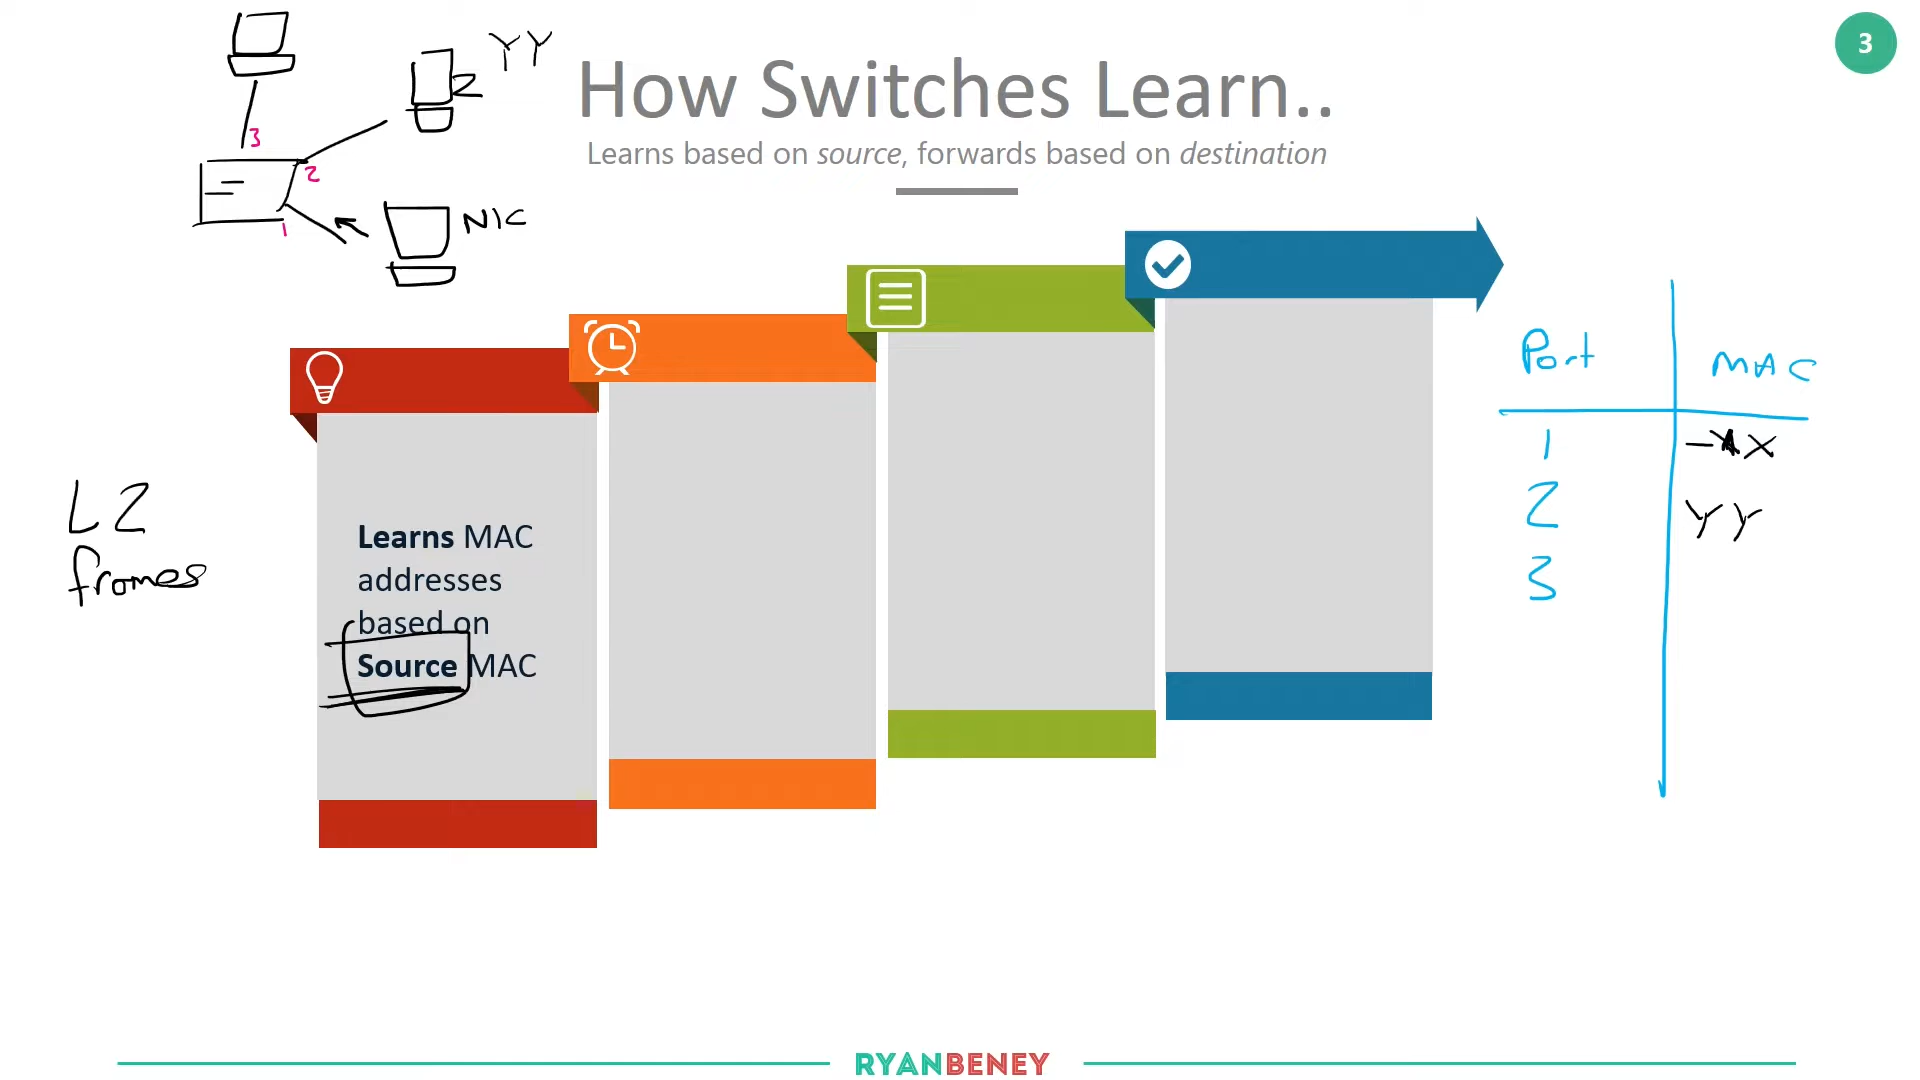 3
YY
2
How Switches Learn..
Learns based on source, forwards based on destination
3
2
1
NIC
Port MAC
1 X
2 YY
3
L2
frames
Learns MAC
addresses
based on
Source MAC
RYANBENEY